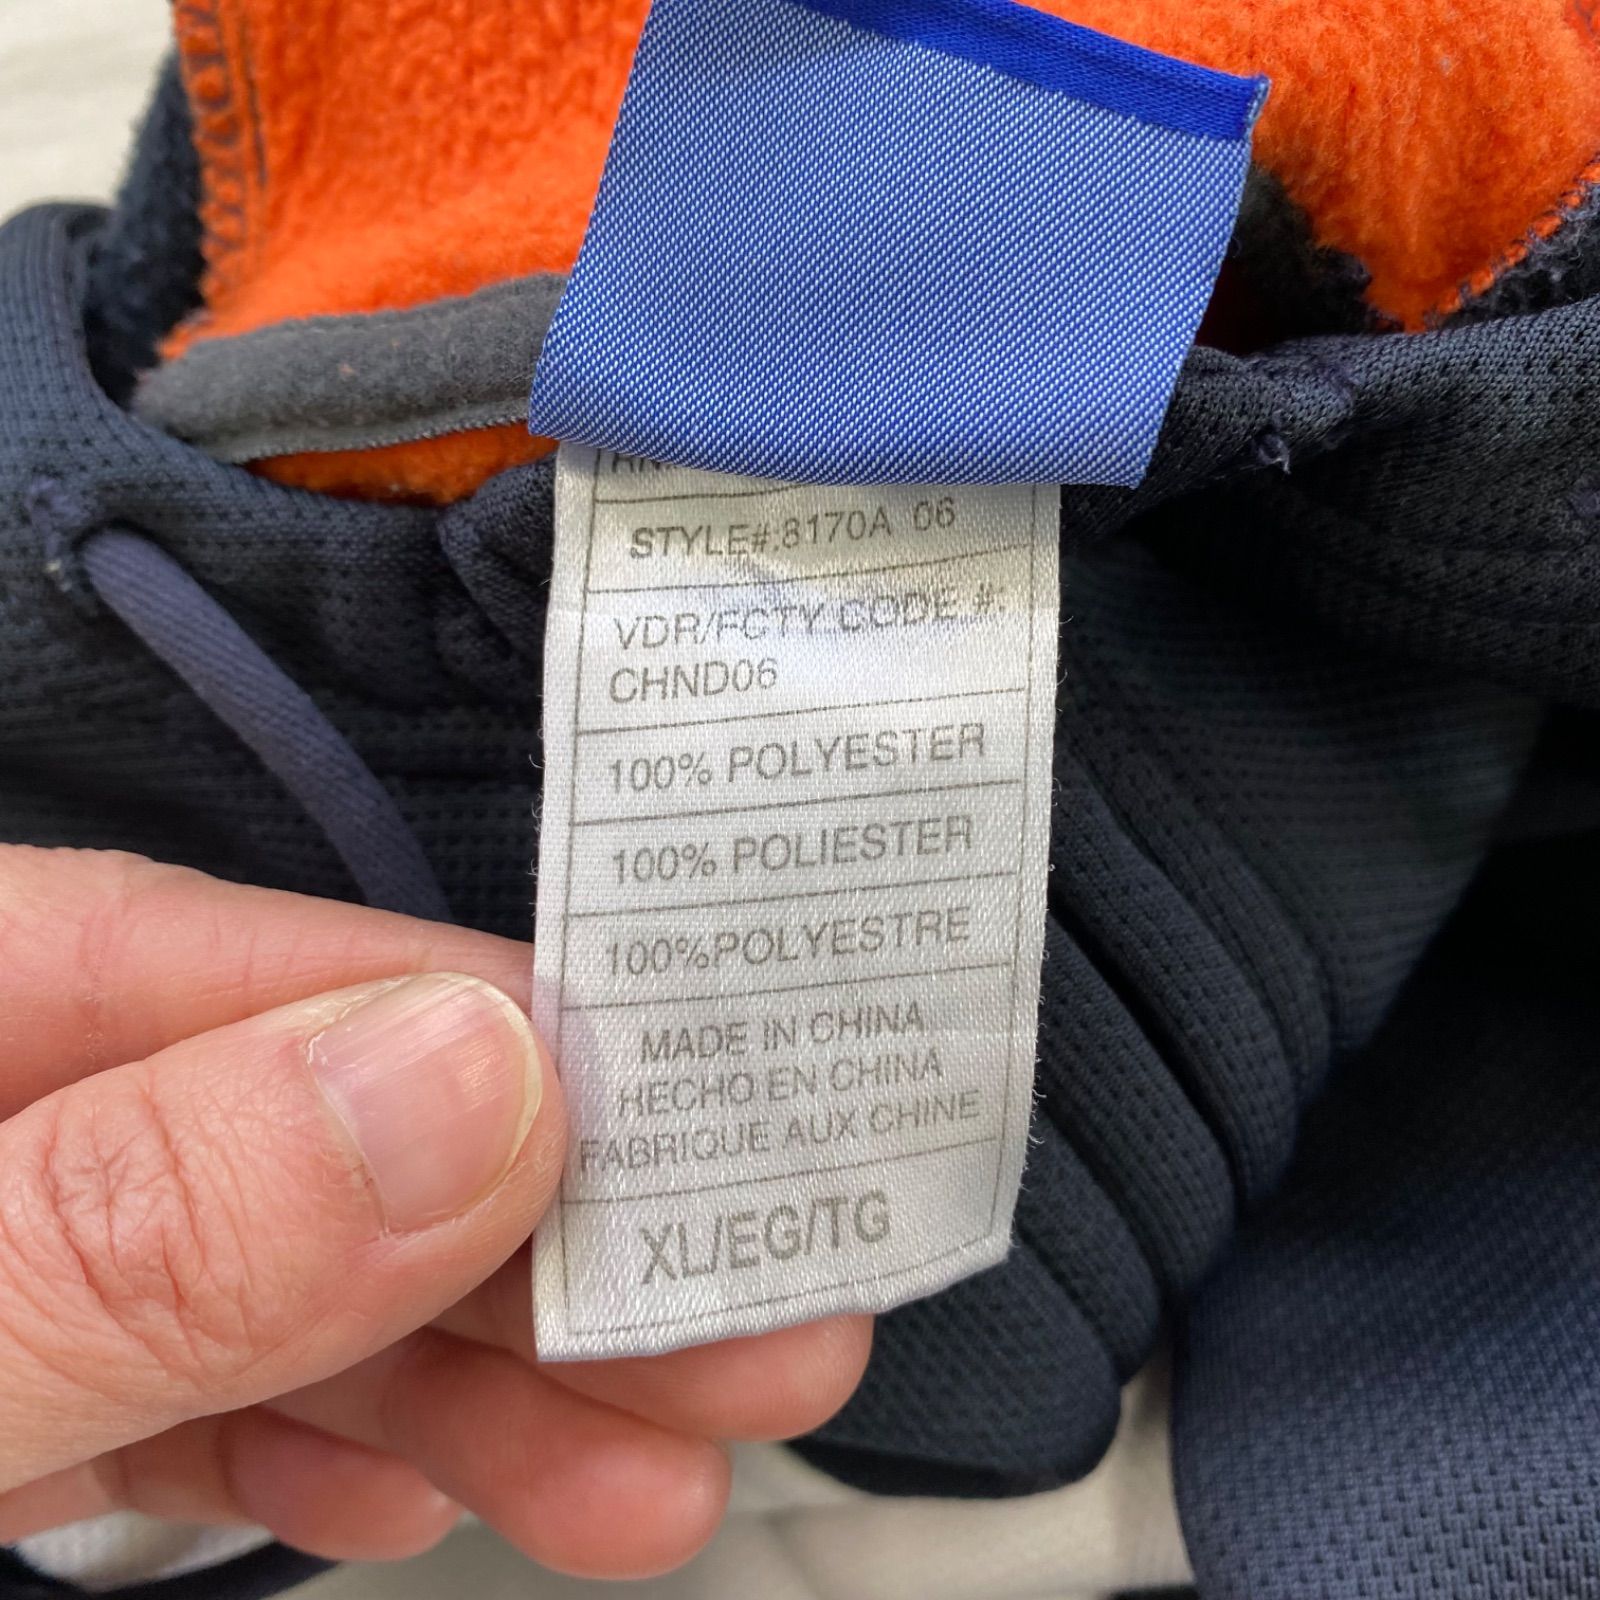 STYLE#:8170A 06
VDR/FCTY CODE #:
CHND06
100% POLYESTER
100% POLIESTER
100%POLYESTRE
MADE IN CHINA
HECHO EN CHINA
FABRIQUE AUX CHINE
XL/EG/TG